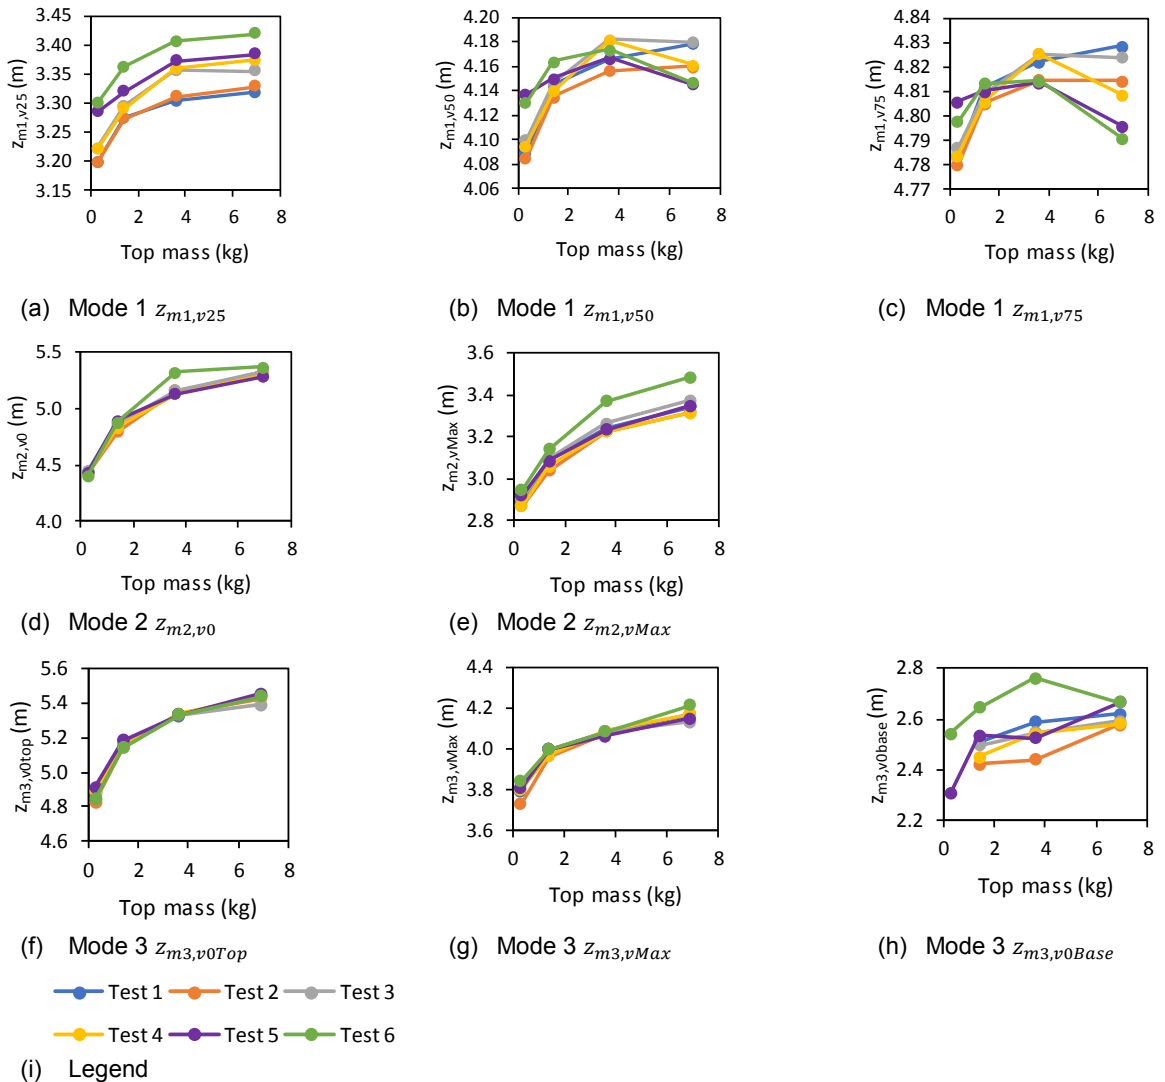 3.45
3.40
3.35
3.30
3.25
3.20
3.15
z_m1,v25 (m)
0 2 4 6 8
Top mass (kg)
4.20
4.18
4.16
4.14
4.12
4.10
4.08
4.06
z_m1,v50 (m)
0 2 4 6 8
Top mass (kg)
4.84
4.83
4.82
4.81
4.80
4.79
4.78
4.77
z_m1,v75 (m)
0 2 4 6 8
Top mass (kg)
(a) Mode 1 z_m1,v25
(b) Mode 1 z_m1,v50
(c) Mode 1 z_m1,v75
5.5
5.0
4.5
4.0
z_m2,v0 (m)
0 2 4 6 8
Top mass (kg)
3.6
3.4
3.2
3.0
2.8
z_m2,vMax (m)
0 2 4 6 8
Top mass (kg)
(d) Mode 2 z_m2,v0
(e) Mode 2 z_m2,vMax
5.6
5.4
5.2
5.0
4.8
4.6
z_m3,v0top (m)
0 2 4 6 8
Top mass (kg)
4.4
4.2
4.0
3.8
3.6
z_m3,vMax (m)
0 2 4 6 8
Top mass (kg)
2.8
2.6
2.4
2.2
z_m3,v0base (m)
0 2 4 6 8
Top mass (kg)
(f) Mode 3 z_m3,v0Top
(g) Mode 3 z_m3,vMax
(h) Mode 3 z_m3,v0Base
Test 1 Test 2 Test 3
Test 4 Test 5 Test 6
(i) Legend